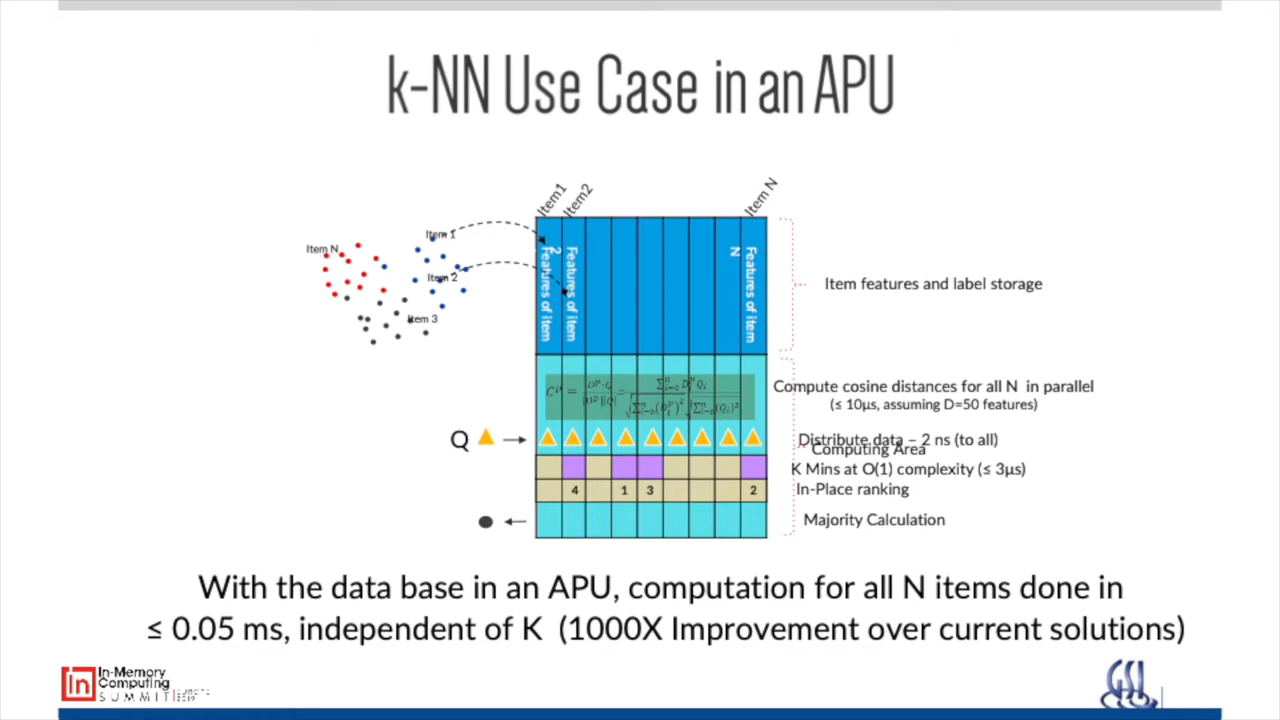 k-NN Use Case in an APU
Item1
Item2
Item N
Item N
Item 1
Item 2
Item 3
Features of item
2
Features of item
Features of item
N
Item features and label storage
Compute cosine distances for all N in parallel
(≤ 10μs, assuming D=50 features)
Q
Distribute data – 2 ns (to all)
Computing Area
K Mins at O(1) complexity (≤ 3μs)
4 1 3 2
In-Place ranking
Majority Calculation
With the data base in an APU, computation for all N items done in
≤ 0.05 ms, independent of K (1000X Improvement over current solutions)
In
In-Memory
Computing
SUMMIT
GSI